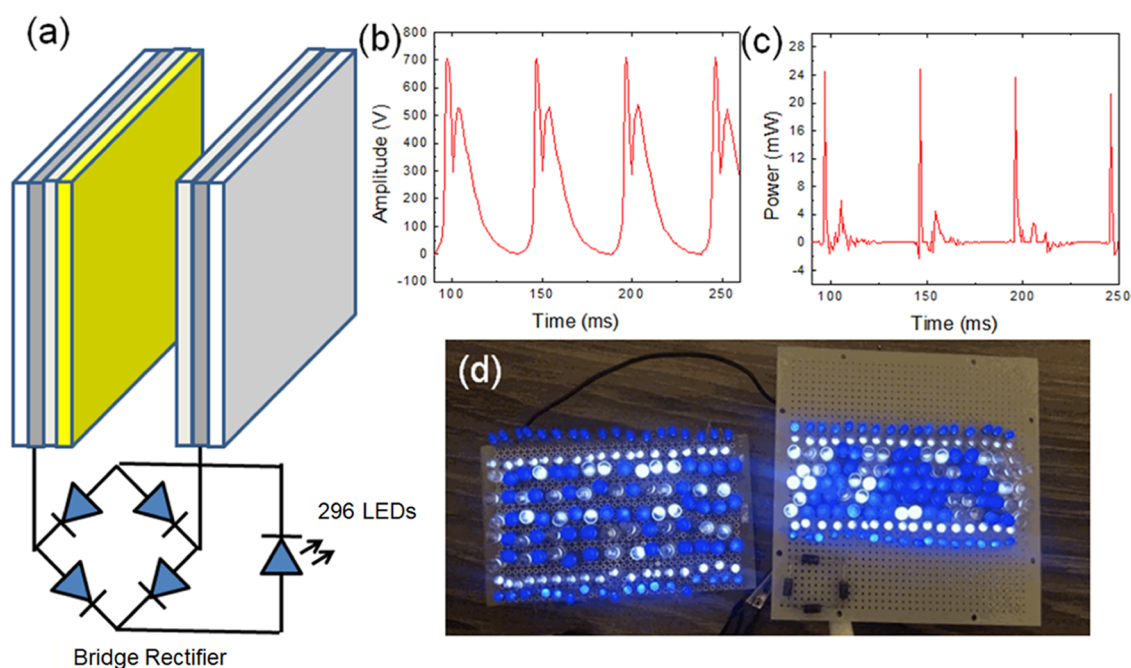 (a)
296 LEDs
Bridge Rectifier
(b)
800
700
600
500
400
300
200
100
0
-100
Amplitude (V)
100
150
200
250
Time (ms)
(c)
28
24
20
16
12
8
4
0
-4
Power (mW)
100
150
200
250
Time (ms)
(d)